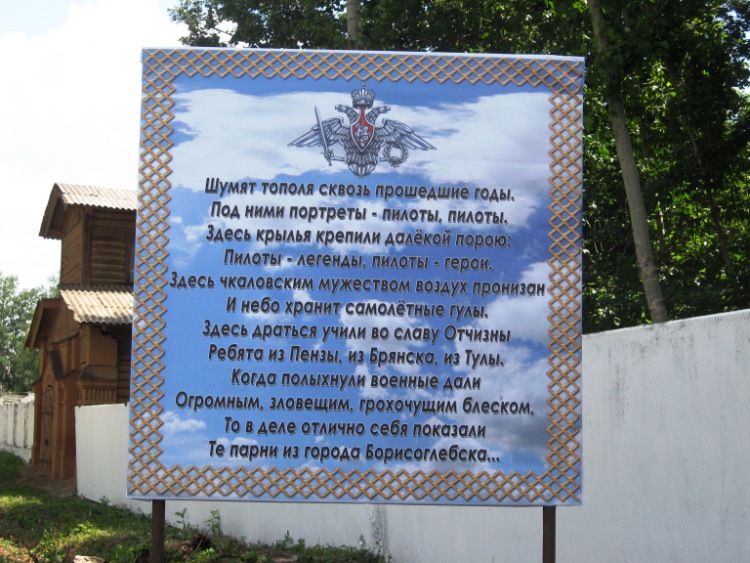 Шумят тополя сквозь прошедшие годы.
Под ними портреты - пилоты, пилоты.
Здесь крылья крепили далёкой порою:
Пилоты - легенды, пилоты - герои.
Здесь чкаловским мужеством воздух пронизан
И небо хранит самолётные гулы.
Здесь драться учили во славу Отчизны
Ребята из Пензы, из Брянска, из Тулы.
Когда полыхнули военные дали
Огромным, зловещим, грохочущим блеском,
То в деле отлично себя показали
Те парни из города Борисоглебска...